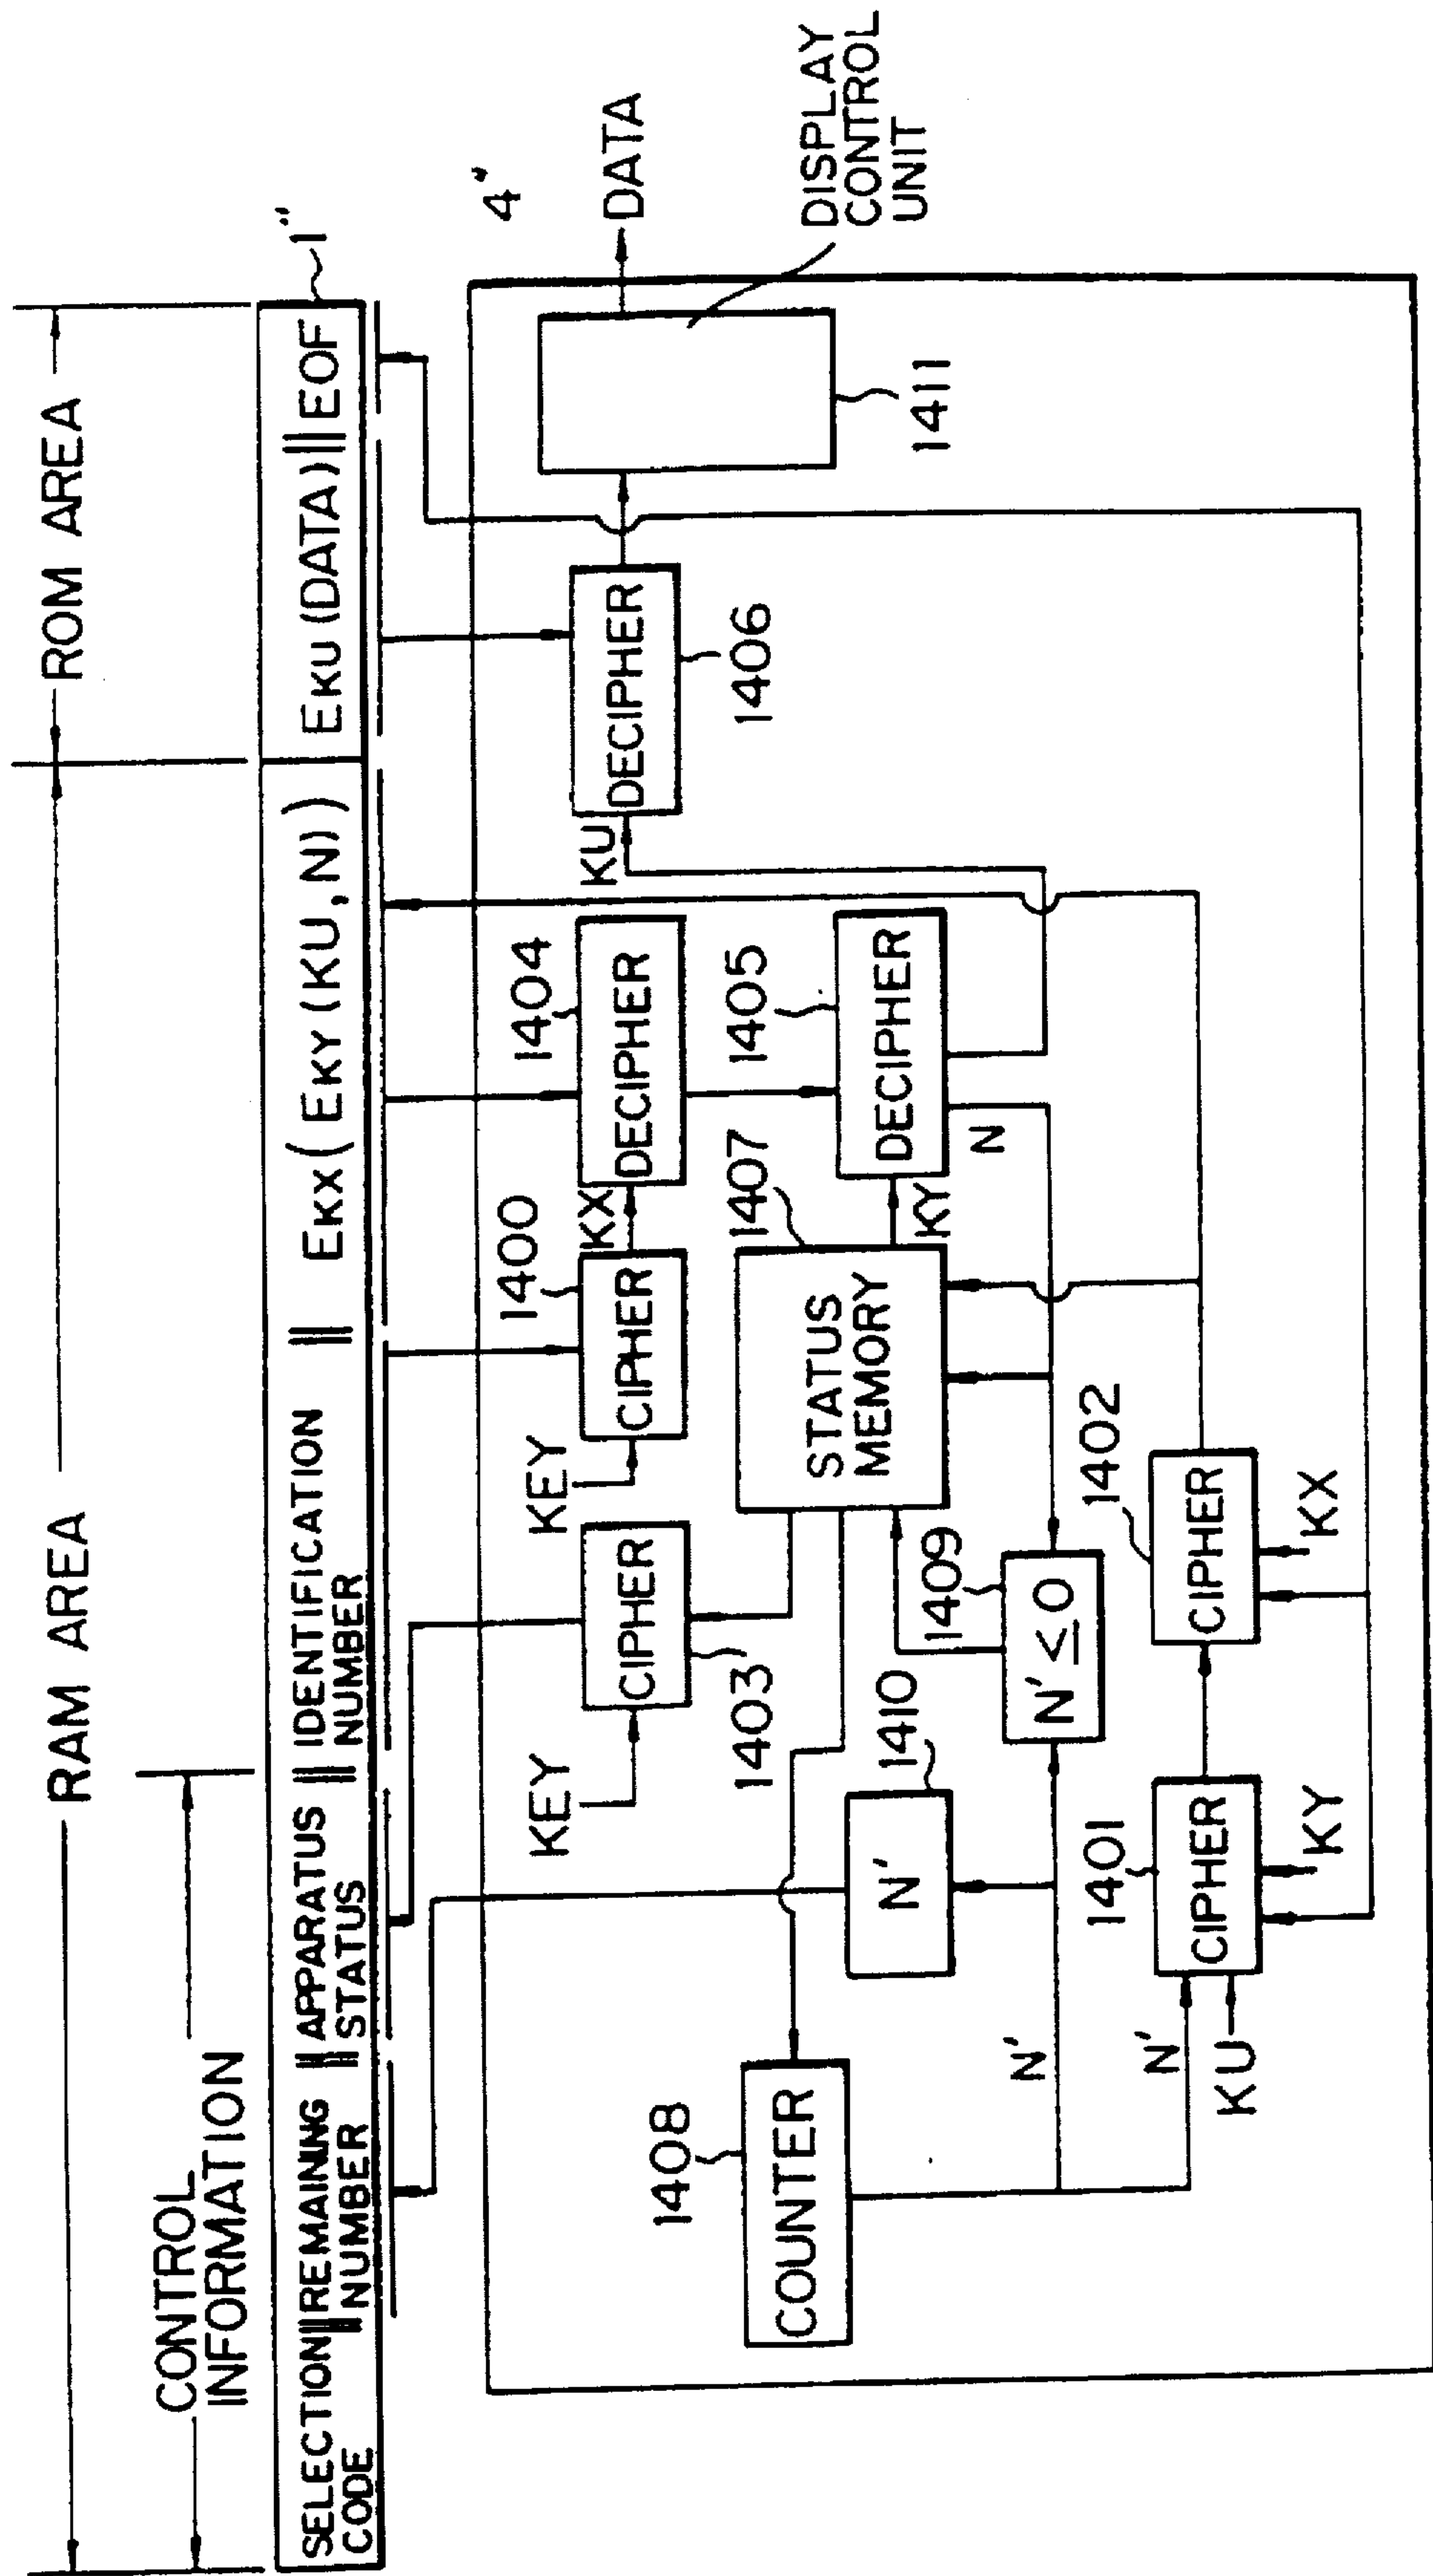 RAM AREA
ROM AREA
CONTROL
INFORMATION
SELECTION || REMAINING || APPARATUS || IDENTIFICATION || EKX(EKY(KU,N)) EKU(DATA) || EOF
CODE || NUMBER || STATUS || NUMBER
1"
4"
KEY
CIPHER
1403
KEY
CIPHER
1400
KX
DECIPHER
1404
KU
DECIPHER
1406
DATA
DISPLAY
CONTROL
UNIT
1411
1408
COUNTER
1410
N'
STATUS
MEMORY
1407
KY
DECIPHER
1405
N
1409
N' ≤ 0
N'
N'
KU
1401
CIPHER
KY
1402
CIPHER
KX